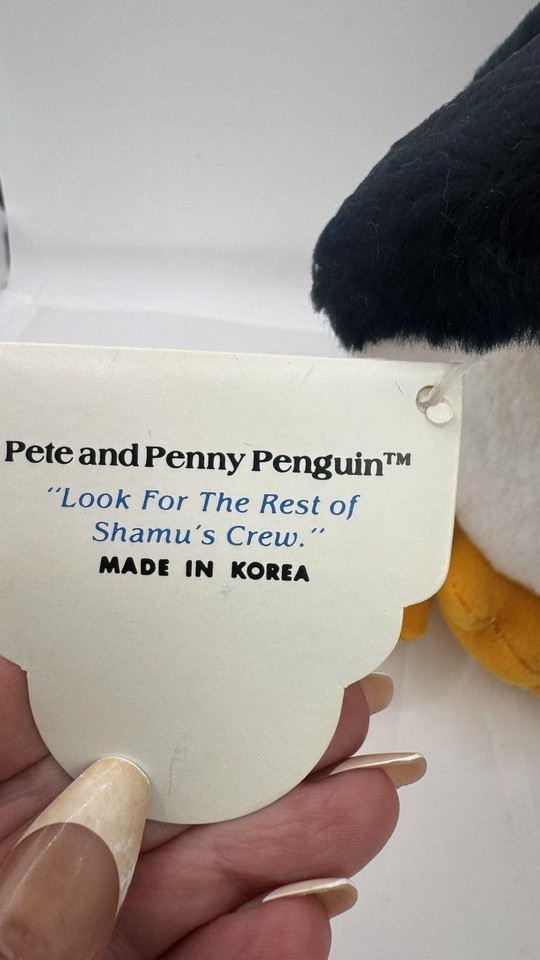 Pete and Penny Penguin™
"Look For The Rest of
Shamu's Crew."
MADE IN KOREA